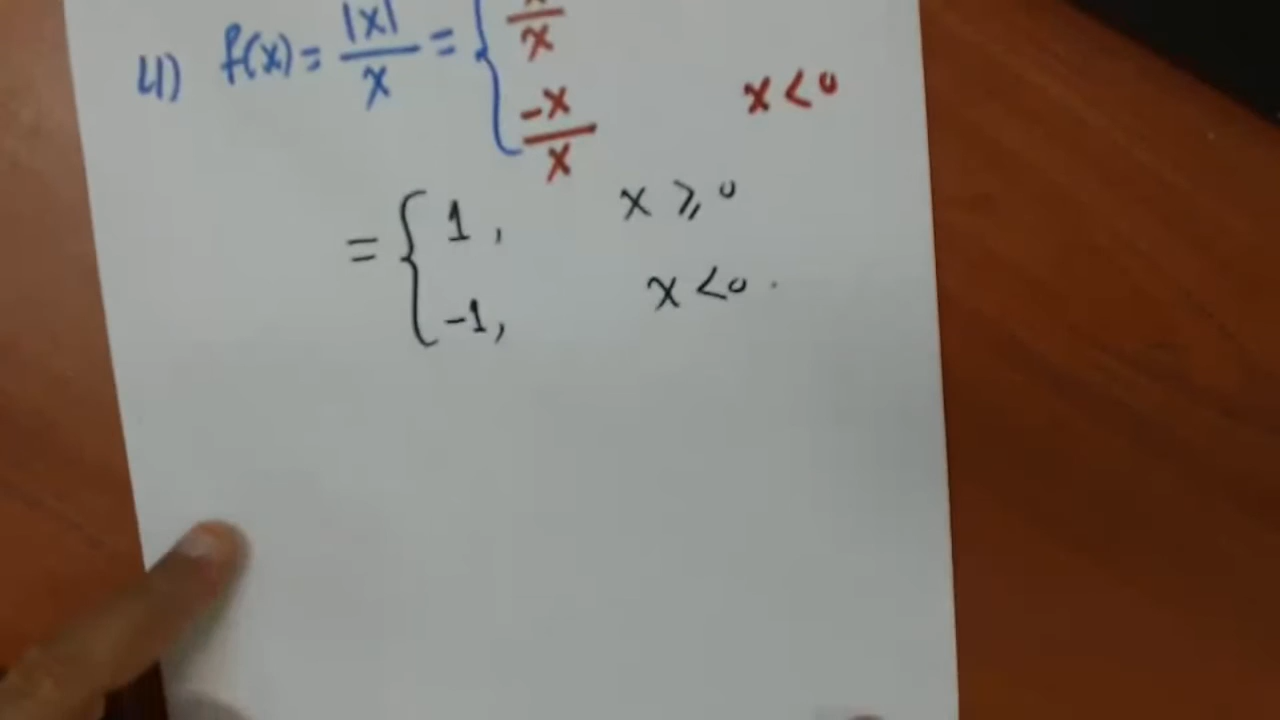 4) f(x) = |x|/x = { x/x
-x/x x < 0
= { 1, x ⩾ 0
-1, x < 0 .